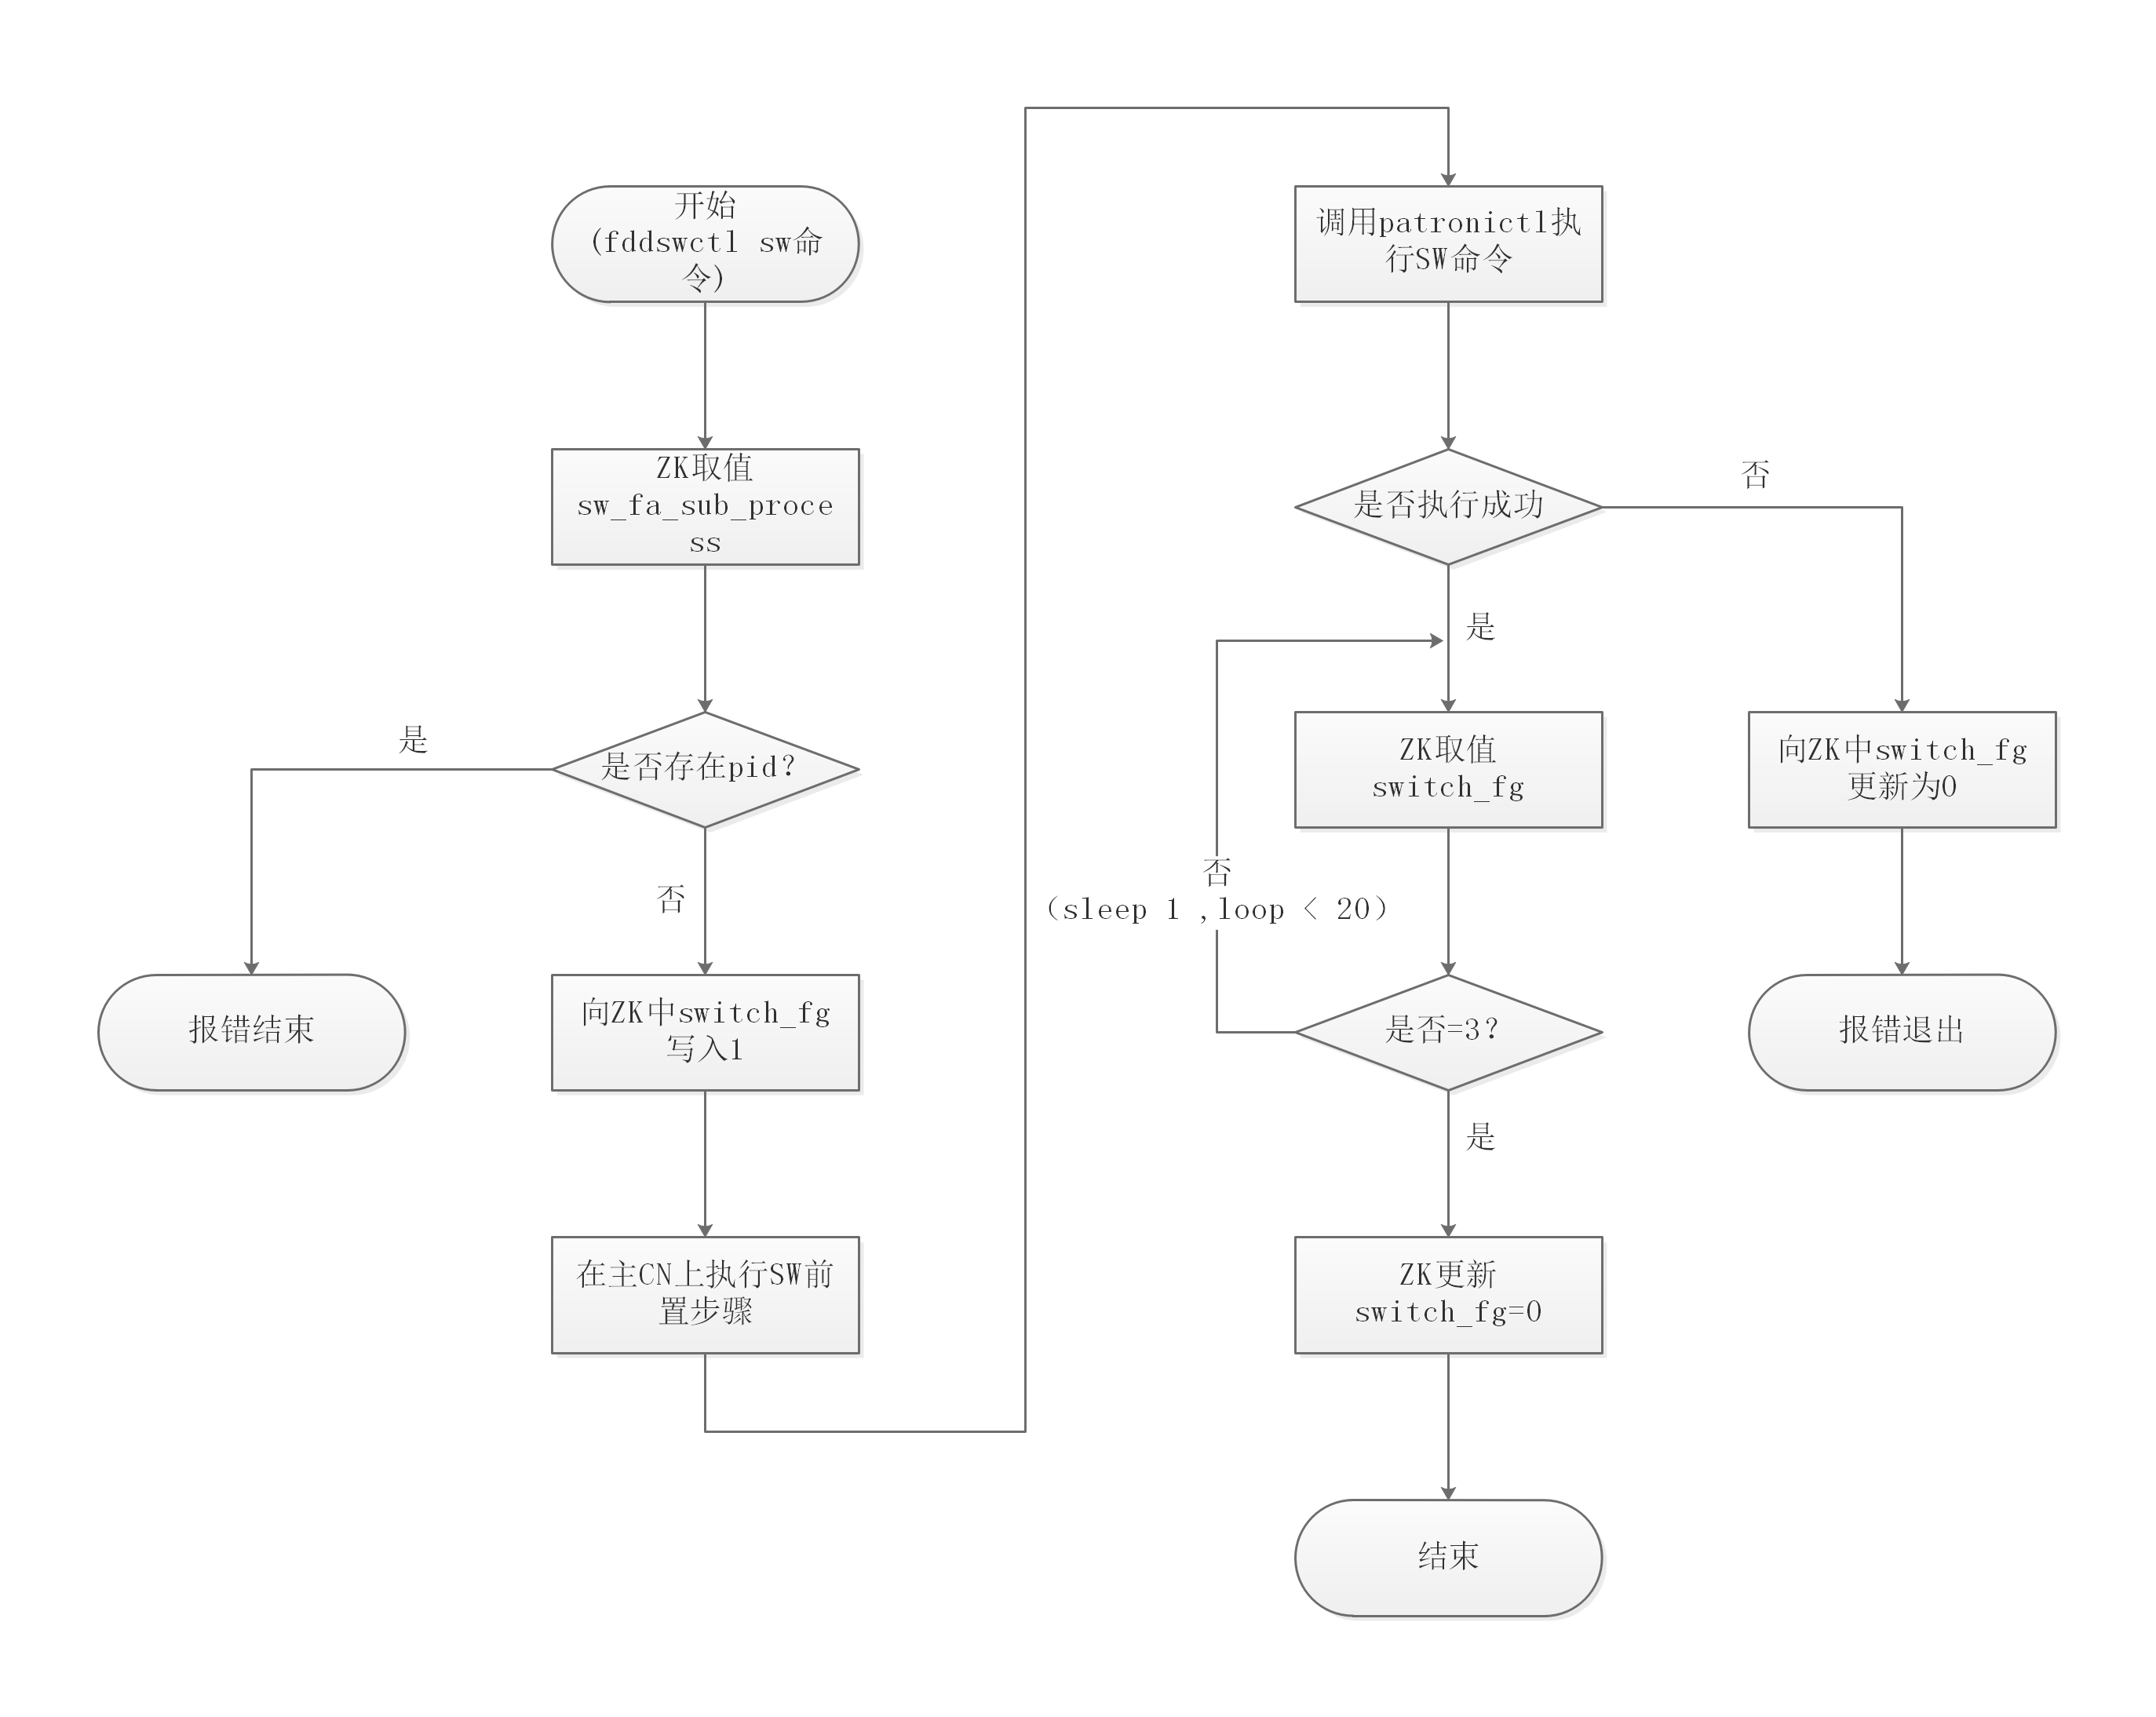 开始
(fddswctl sw命
令)
ZK取值
sw_fa_sub_proce
ss
是否存在pid?
是
否
报错结束
向ZK中switch_fg
写入1
在主CN上执行SW前
置步骤
调用patronictl执
行SW命令
是否执行成功
否
是
ZK取值
switch_fg
向ZK中switch_fg
更新为0
否
（sleep 1 ,loop < 20）
是否=3?
报错退出
是
ZK更新
switch_fg=0
结束